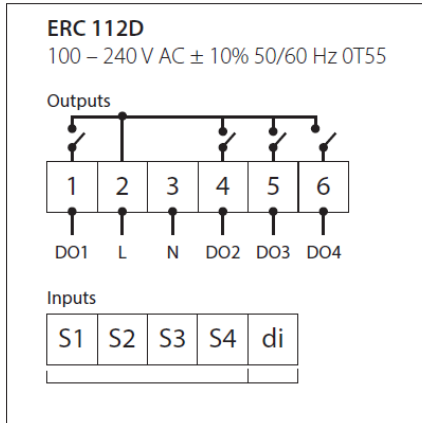 ERC 112D
100 – 240 V AC ± 10% 50/60 Hz 0T55
Outputs
1 2 3 4 5 6
DO1 L N DO2 DO3 DO4
Inputs
S1 S2 S3 S4 di